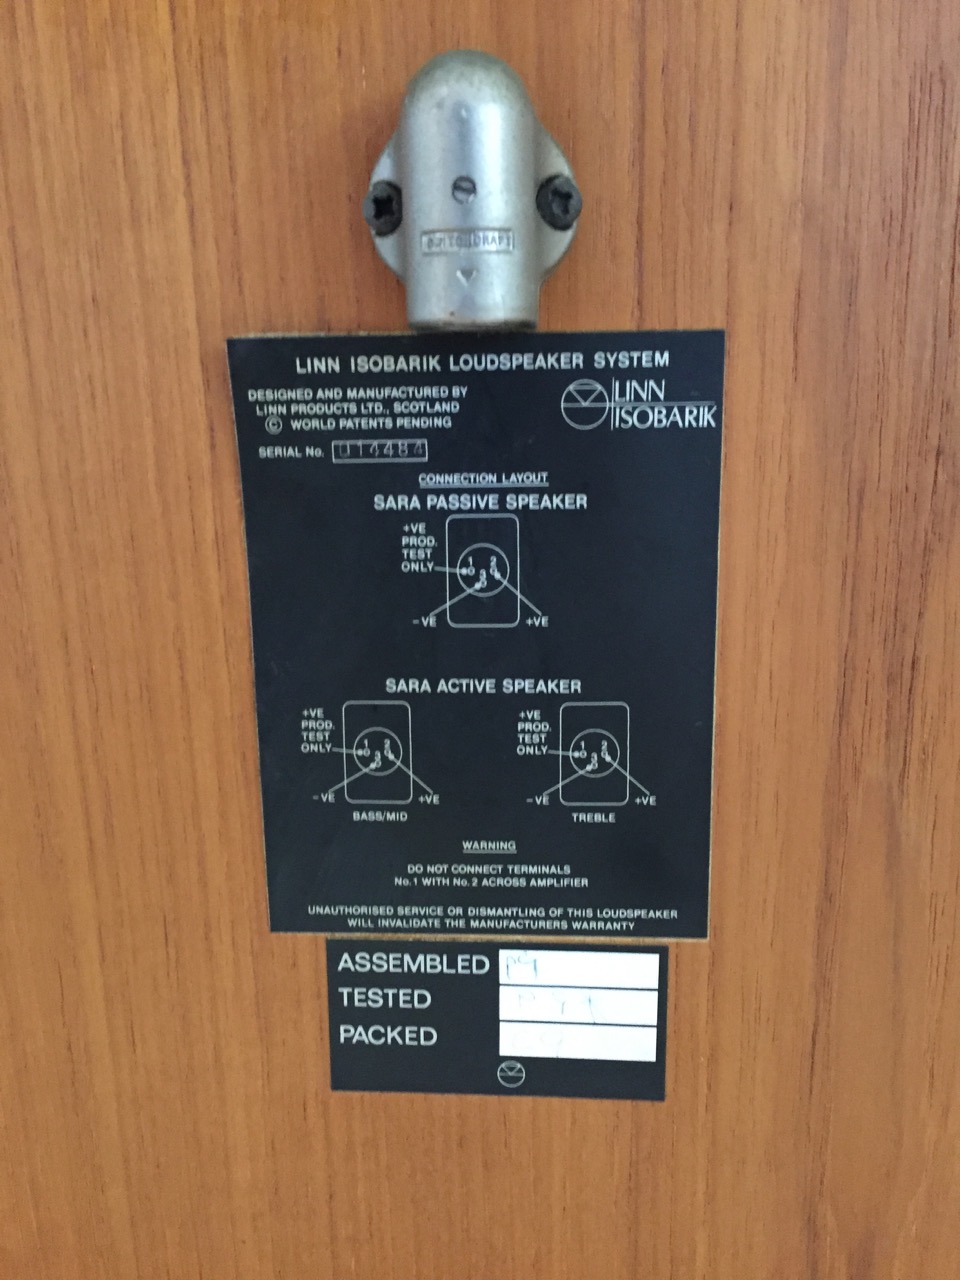 LINN ISOBARIK LOUDSPEAKER SYSTEM
DESIGNED AND MANUFACTURED BY
LINN PRODUCTS LTD., SCOTLAND
© WORLD PATENTS PENDING
LINN
ISOBARIK
SERIAL No. 014484
CONNECTION LAYOUT
SARA PASSIVE SPEAKER
+VE
PROD.
TEST
ONLY
1 2
3
-VE +VE
SARA ACTIVE SPEAKER
+VE
PROD.
TEST
ONLY
1 2
3
-VE +VE
BASS/MID
+VE
PROD.
TEST
ONLY
1 2
3
-VE +VE
TREBLE
WARNING
DO NOT CONNECT TERMINALS
No. 1 WITH No. 2 ACROSS AMPLIFIER
UNAUTHORISED SERVICE OR DISMANTLING OF THIS LOUDSPEAKER
WILL INVALIDATE THE MANUFACTURERS WARRANTY
ASSEMBLED
TESTED
PACKED